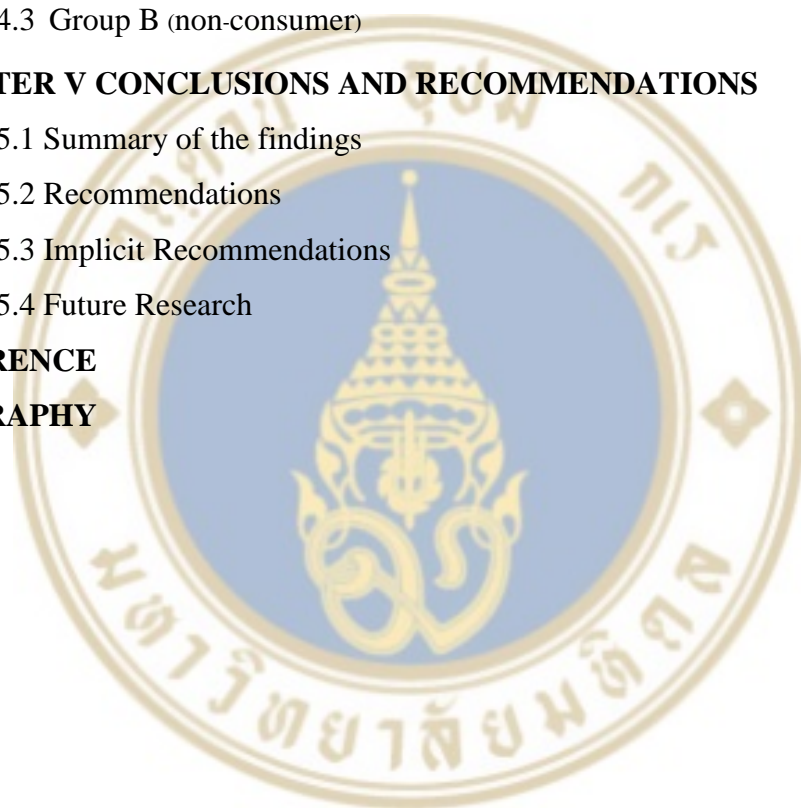 4.3 Group B (non-consumer)
TER V CONCLUSIONS AND RECOMMENDATIONS
5.1 Summary of the findings
5.2 Recommendations
5.3 Implicit Recommendations
5.4 Future Research
RENCE
RAPHY
มหาวิทยาลัยมหิดล